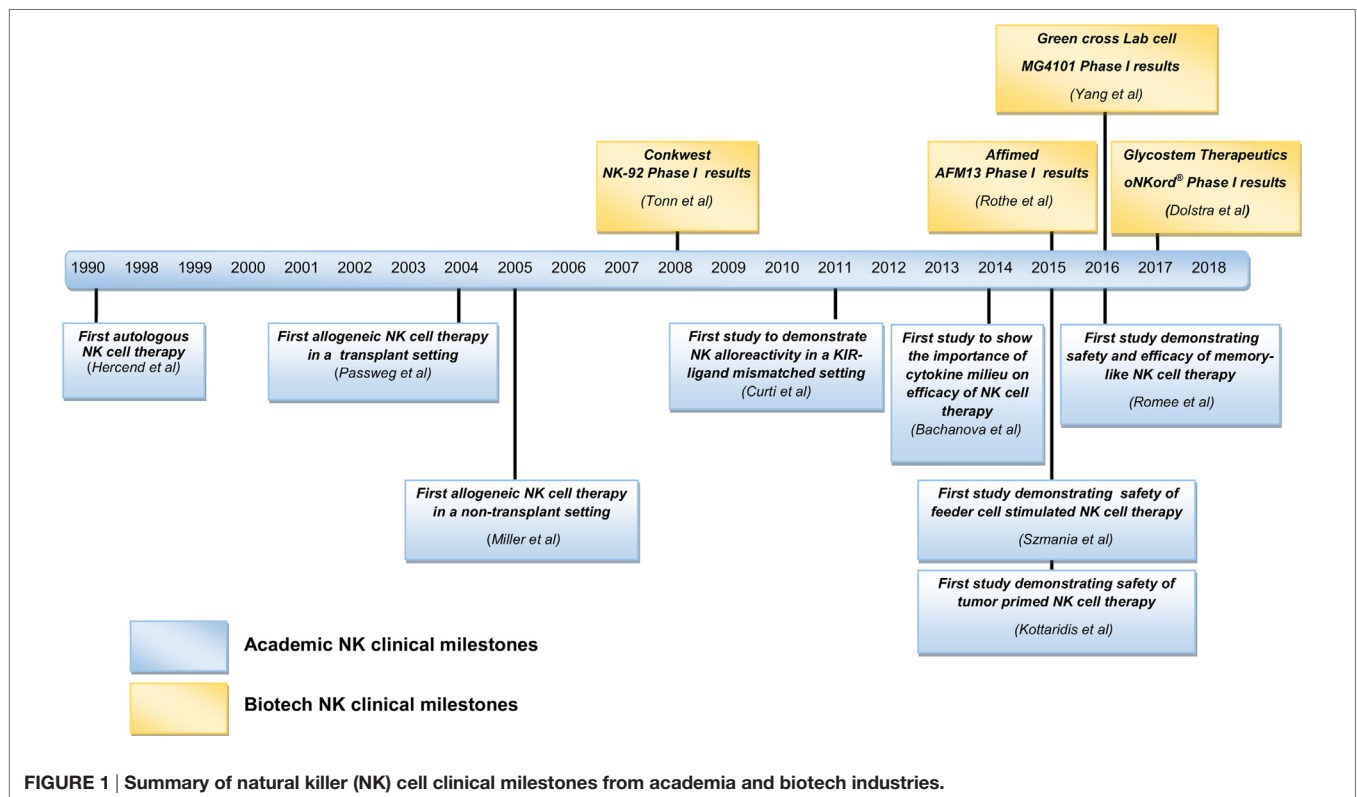 Green cross Lab cell
MG4101 Phase I results
(Yang et al)
Conkwest
NK-92 Phase I results
(Tonn et al)
Affimed
AFM13 Phase I results
(Rothe et al)
Glycostem Therapeutics
oNKord® Phase I results
(Dolstra et al)
1990 1998 1999 2000 2001 2002 2003 2004 2005 2006 2007 2008 2009 2010 2011 2012 2013 2014 2015 2016 2017 2018
First autologous
NK cell therapy
(Hercend et al)
First allogeneic NK cell therapy
in a transplant setting
(Passweg et al)
First study to demonstrate
NK alloreactivity in a KIR-
ligand mismatched setting
(Curti et al)
First study to show
the importance of
cytokine milieu on
efficacy of NK cell
therapy
(Bachanova et al)
First study demonstrating
safety and efficacy of memory-
like NK cell therapy
(Romee et al)
First allogeneic NK cell therapy
in a non-transplant setting
(Miller et al)
First study demonstrating safety of
feeder cell stimulated NK cell therapy
(Szmania et al)
First study demonstrating safety of
tumor primed NK cell therapy
(Kottaridis et al)
Academic NK clinical milestones
Biotech NK clinical milestones
FIGURE 1 | Summary of natural killer (NK) cell clinical milestones from academia and biotech industries.